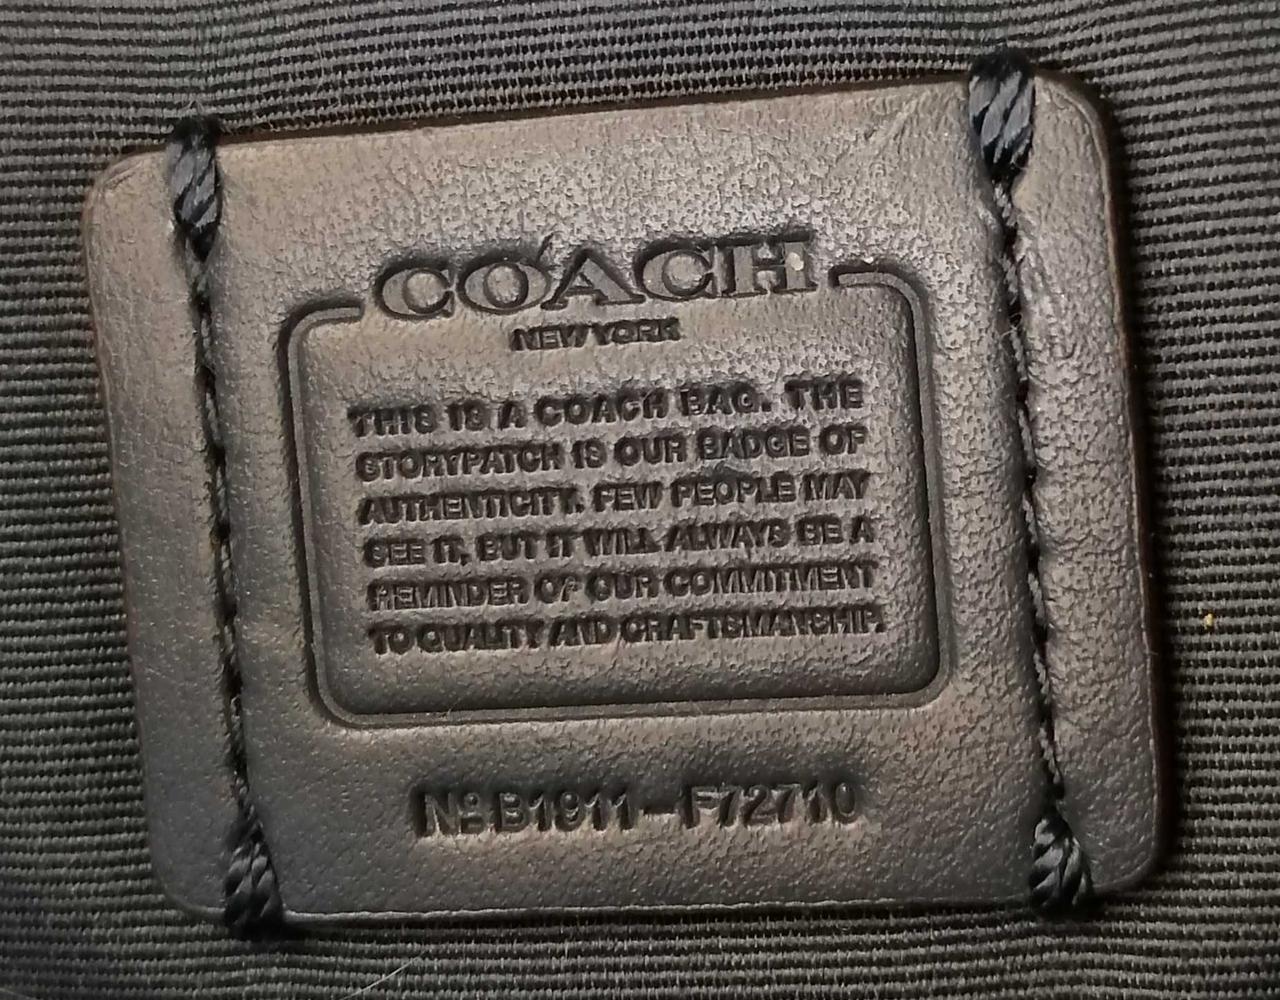 COACH
NEW YORK
THIS IS A COACH BAG. THE
STORYPATCH IS OUR BADGE OF
AUTHENTICITY. FEW PEOPLE MAY
SEE IT, BUT IT WILL ALWAYS BE A
REMINDER OF OUR COMMITMENT
TO QUALITY AND CRAFTSMANSHIP.
Nº B1911-F72710